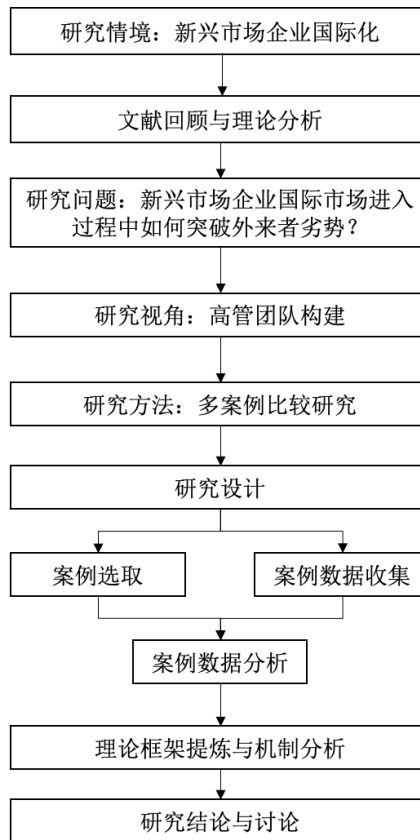 研究情境：新兴市场企业国际化
文献回顾与理论分析
研究问题：新兴市场企业国际市场进入
过程中如何突破外来者劣势？
研究视角：高管团队构建
研究方法：多案例比较研究
研究设计
案例选取
案例数据收集
案例数据分析
理论框架提炼与机制分析
研究结论与讨论